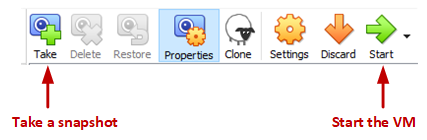 Take Delete Restore Properties Clone Settings Discard Start
Take a snapshot Start the VM